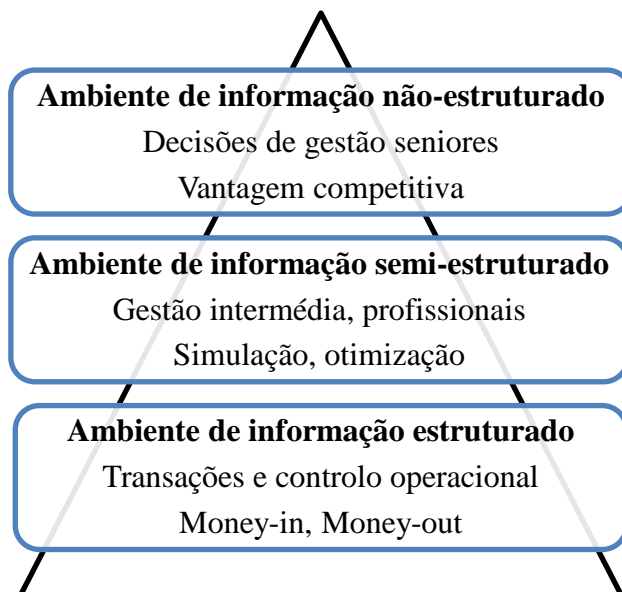 Ambiente de informação não-estruturado
Decisões de gestão seniores
Vantagem competitiva
Ambiente de informação semi-estruturado
Gestão intermédia, profissionais
Simulação, otimização
Ambiente de informação estruturado
Transações e controlo operacional
Money-in, Money-out